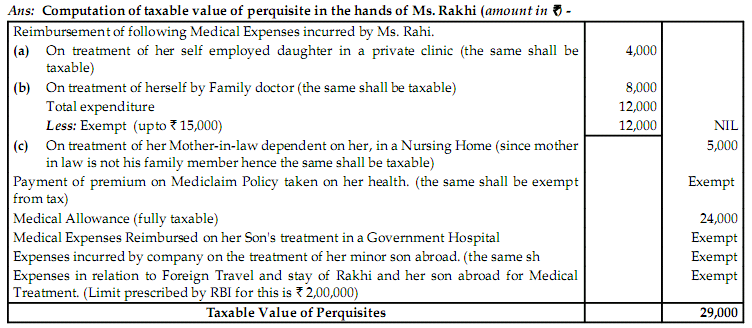 Ans: Computation of taxable value of perquisite in the hands of Ms. Rakhi (amount in ₹) -
Reimbursement of following Medical Expenses incurred by Ms. Rahi.
(a) On treatment of her self employed daughter in a private clinic (the same shall be 4,000
taxable)
(b) On treatment of herself by Family doctor (the same shall be taxable) 8,000
Total expenditure 12,000
Less: Exempt (upto ₹ 15,000) 12,000 NIL
(c) On treatment of her Mother-in-law dependent on her, in a Nursing Home (since mother 5,000
in law is not his family member hence the same shall be taxable)
Payment of premium on Mediclaim Policy taken on her health. (the same shall be exempt Exempt
from tax)
Medical Allowance (fully taxable) 24,000
Medical Expenses Reimbursed on her Son's treatment in a Government Hospital Exempt
Expenses incurred by company on the treatment of her minor son abroad. (the same sh Exempt
Expenses in relation to Foreign Travel and stay of Rakhi and her son abroad for Medical Exempt
Treatment. (Limit prescribed by RBI for this is ₹ 2,00,000)
Taxable Value of Perquisites 29,000